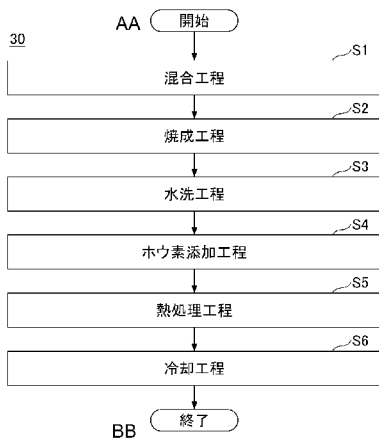 AA 開始
30
S1
混合工程
S2
焼成工程
S3
水洗工程
S4
ホウ素添加工程
S5
熱処理工程
S6
冷却工程
BB 終了